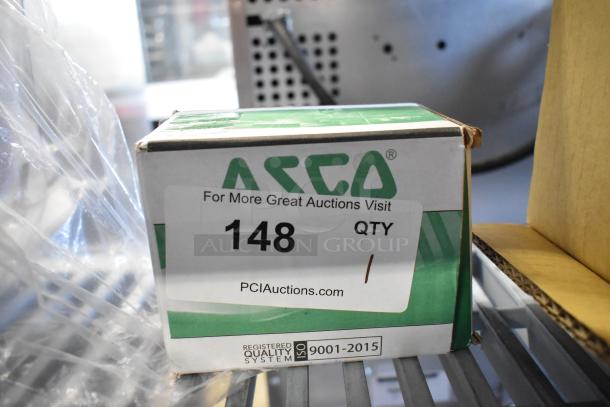 ASCO®
For More Great Auctions Visit
148 QTY
1
AUCTION GROUP
PCIAuctions.com
REGISTERED
QUALITY
SYSTEM
ISO 9001-2015